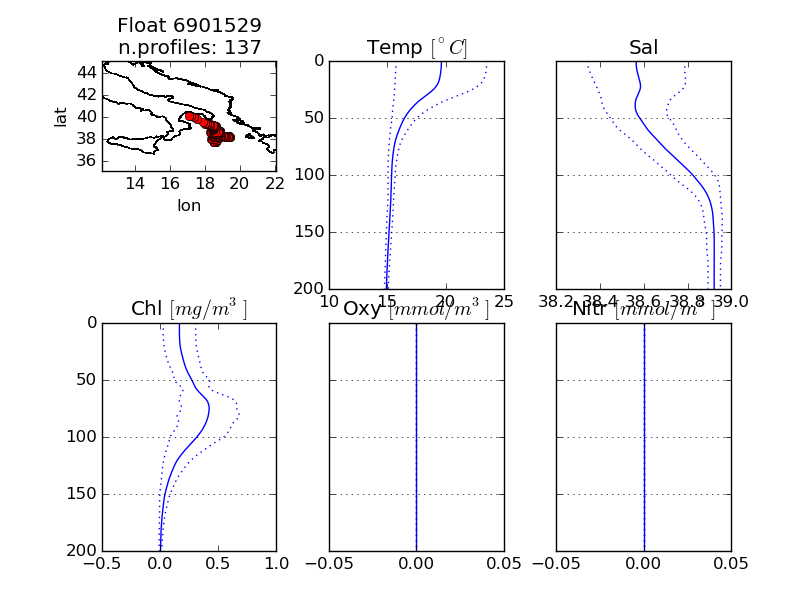 Float 6901529
n.profiles: 137
Temp [°C]
Sal
44
42
40
38
36
lat
14 16 18 20 22
lon
0
50
100
150
200
10 15 20 25
38.2 38.4 38.6 38.8 39.0
Chl [mg/m³ ]
Oxy [mmol/m³ ]
Nitr [mmol/m³ ]
0
50
100
150
200
−0.5 0.0 0.5 1.0
−0.05 0.00 0.05
−0.05 0.00 0.05